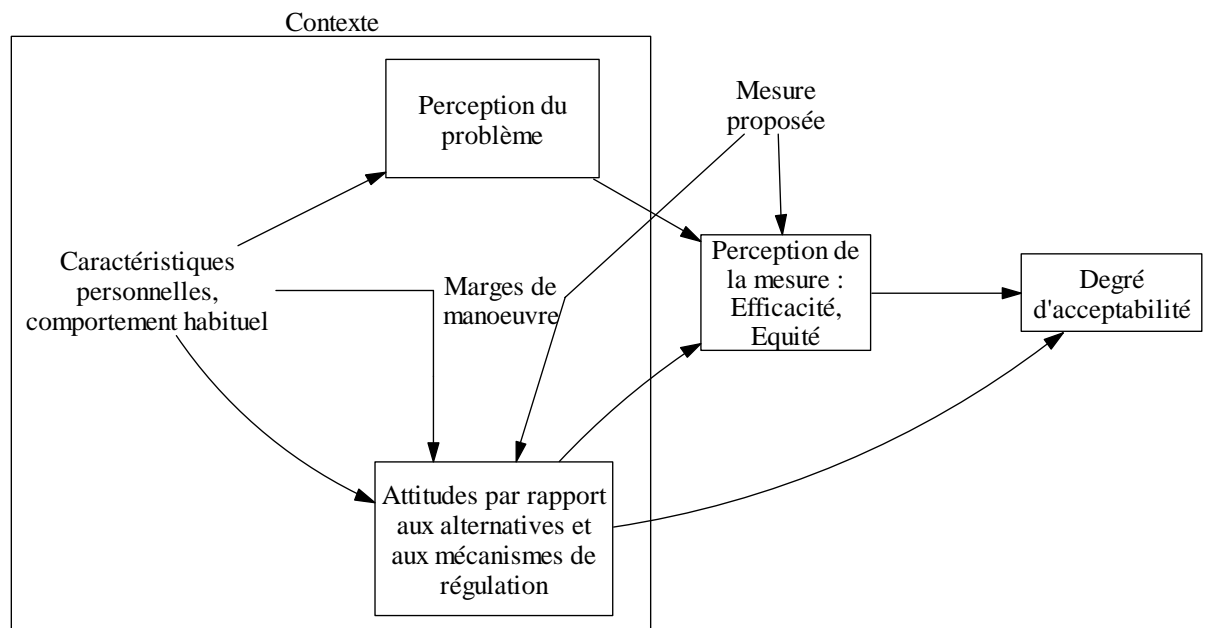 Contexte
Perception du
problème
Mesure
proposée
Caractéristiques
personnelles,
comportement habituel
Marges de
manoeuvre
Perception de
la mesure :
Efficacité,
Equité
Degré
d'acceptabilité
Attitudes par rapport
aux alternatives et
aux mécanismes de
régulation